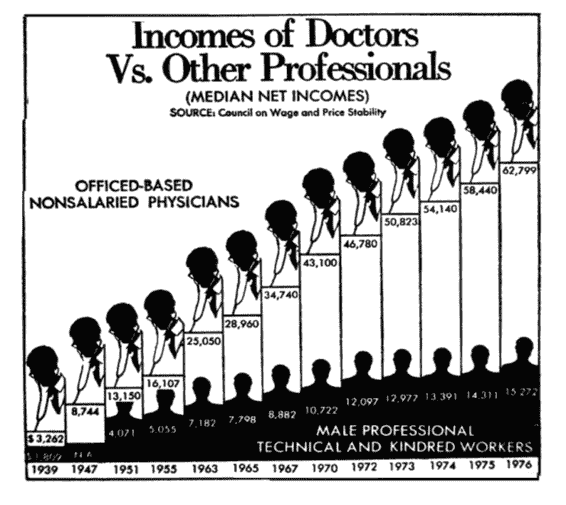 Incomes of Doctors
Vs. Other Professionals
(MEDIAN NET INCOMES)
SOURCE: Council on Wage and Price Stability
OFFICED-BASED
NONSALARIED PHYSICIANS
62,799
58,440
54,140
50,823
46,780
43,100
34,740
28,960
25,050
16,107
13,150
8,744
$ 3,262
4,071
5,055
7,182
7,798
8,882
10,722
12,097
12,977
13,391
14,311
15,272
MALE PROFESSIONAL
TECHNICAL AND KINDRED WORKERS
N.A.
1939 1947 1951 1955 1963 1965 1967 1970 1972 1973 1974 1975 1976